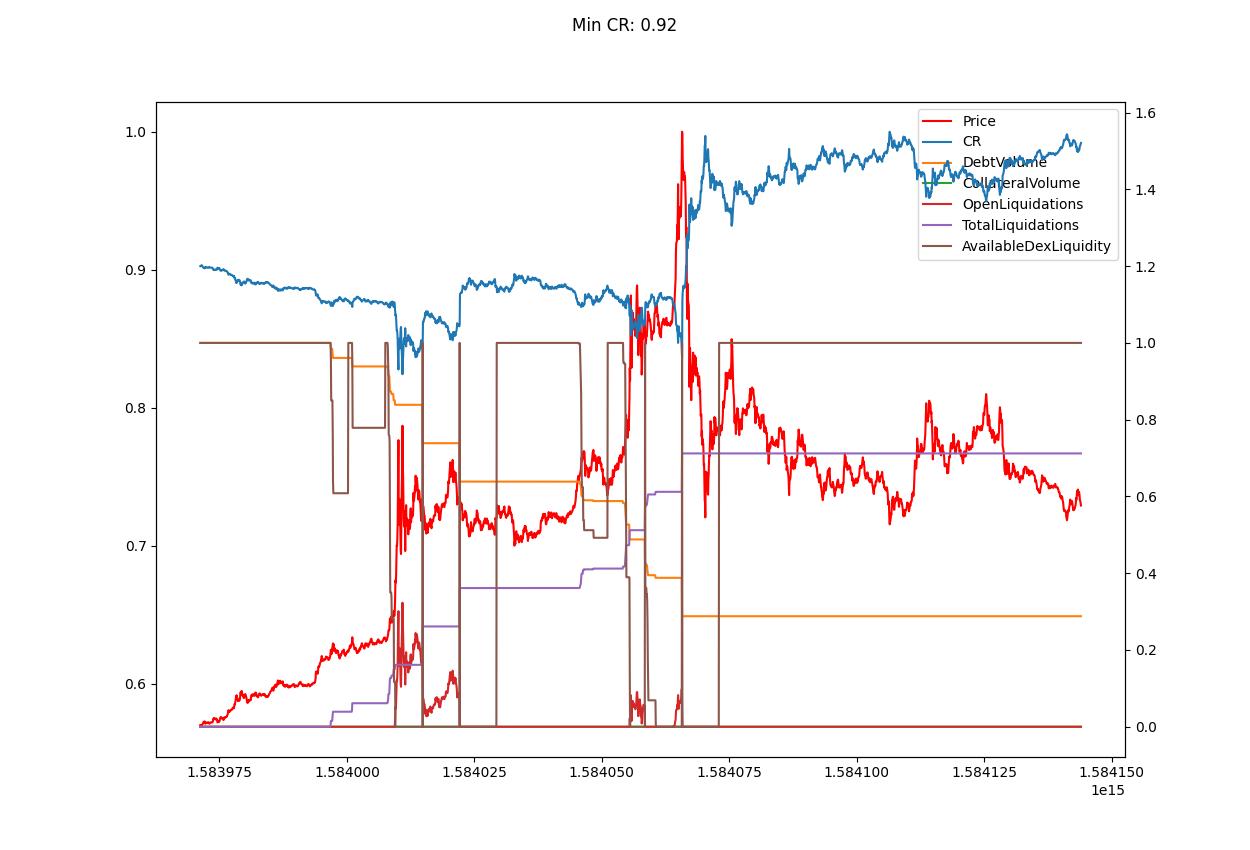 Min CR: 0.92
1.0
0.9
0.8
0.7
0.6
1.6
1.4
1.2
1.0
0.8
0.6
0.4
0.2
0.0
Price
CR
DebtVolume
CollateralVolume
OpenLiquidations
TotalLiquidations
AvailableDexLiquidity
1.583975 1.584000 1.584025 1.584050 1.584075 1.584100 1.584125 1.584150
1e15